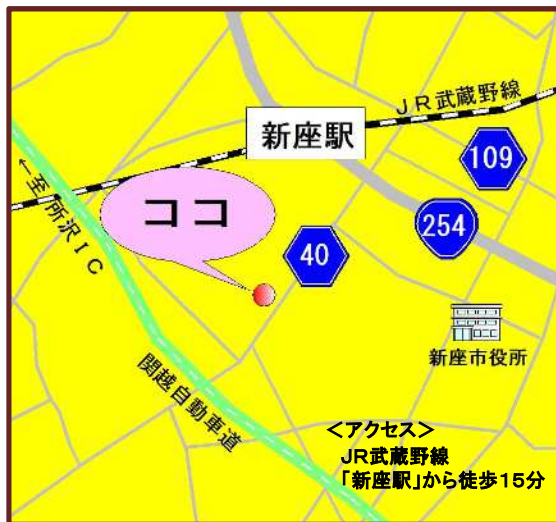 JR武蔵野線
新座駅
109
←至 所沢IC
ココ
254
40
新座市役所
関越自動車道
<アクセス>
JR武蔵野線
「新座駅」から徒歩15分